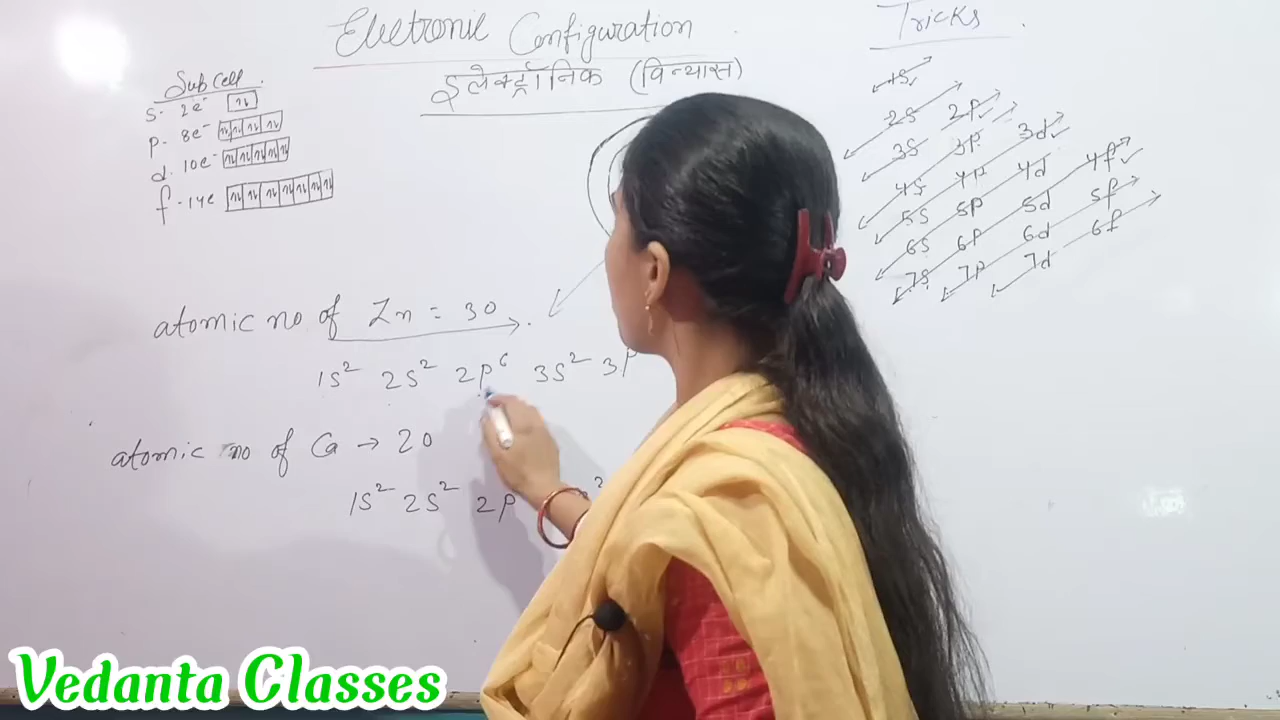 Electronic Configuration
इलेक्ट्रॉनिक (विन्यास)
Sub Cell
s- 2e⁻
p- 8e⁻
d. 10e⁻
f - 14e
Tricks
1S
2S 2P
3S 3P 3d
4S 4P 4d 4f
5S 5P 5d 5f
6S 6P 6d 6f
7S 7P 7d
atomic no of Zn = 30
1S² 2S² 2P⁶ 3S² 3P
atomic no of Ca → 20
1S² 2S² 2P
Vedanta Classes